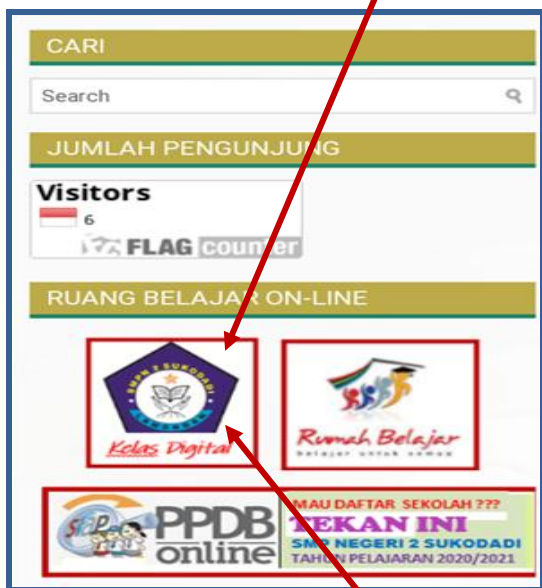 CARI
Search
JUMLAH PENGUNJUNG
Visitors
6
FLAG counter
RUANG BELAJAR ON-LINE
SMPN 2 SUKODADI
LAMONGAN
Kelas Digital
Rumah Belajar
belajar untuk semua
PPDB
online
MAU DAFTAR SEKOLAH ???
TEKAN INI
SMP NEGERI 2 SUKODADI
TAHUN PELAJARAN 2020/2021